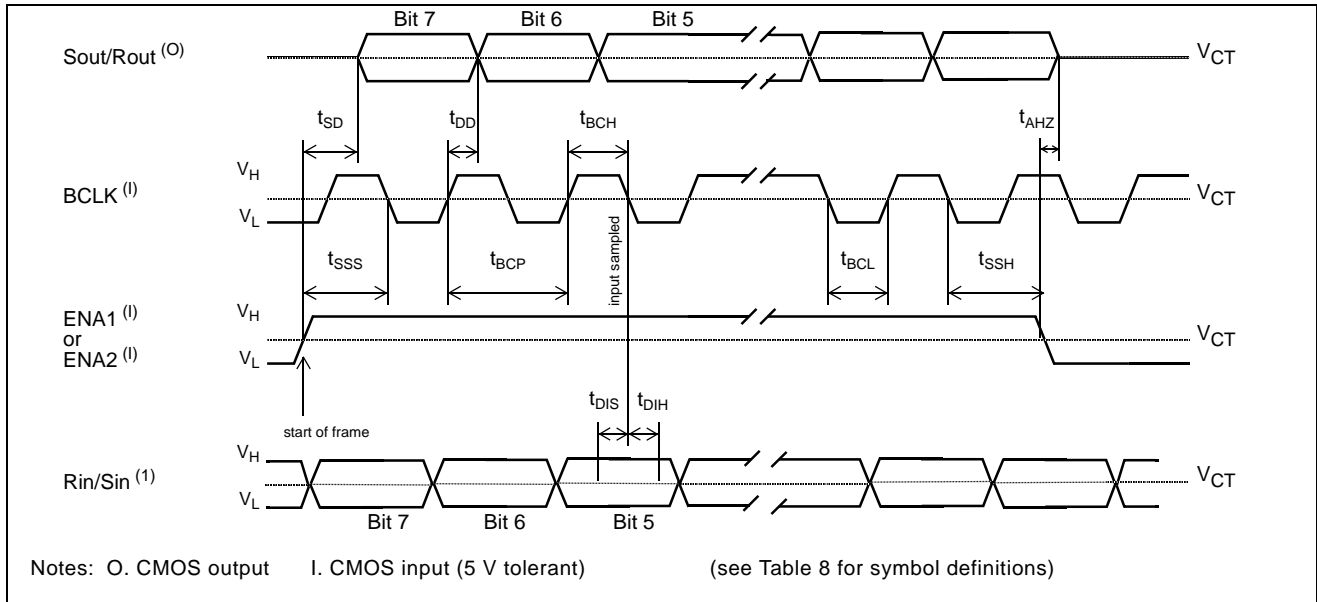 Bit 7 Bit 6 Bit 5
Sout/Rout (O) VCT
tSD tDD tBCH tAHZ
VH
BCLK (I) VCT
VL
tSSS tBCP input sampled tBCL tSSH
ENA1 (I) VH
or VCT
ENA2 (I) VL
tDIS tDIH
start of frame
VH
Rin/Sin (1) VCT
VL
Bit 7 Bit 6 Bit 5
Notes: O. CMOS output I. CMOS input (5 V tolerant) (see Table 8 for symbol definitions)